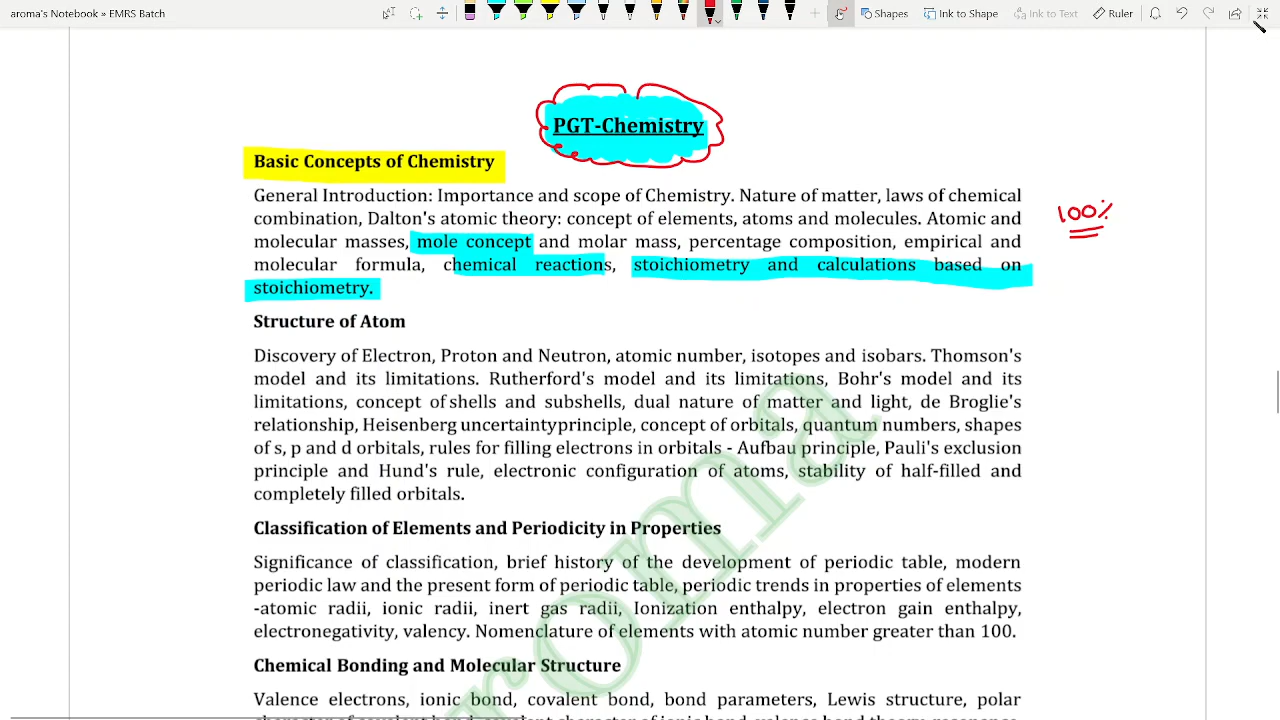 aroma's Notebook » EMRS Batch
Shapes
Ink to Shape
Ink to Text
Ruler
PGT-Chemistry
Basic Concepts of Chemistry
General Introduction: Importance and scope of Chemistry. Nature of matter, laws of chemical
combination, Dalton's atomic theory: concept of elements, atoms and molecules. Atomic and
molecular masses, mole concept and molar mass, percentage composition, empirical and
molecular formula, chemical reactions, stoichiometry and calculations based on
stoichiometry.
100%
Structure of Atom
Discovery of Electron, Proton and Neutron, atomic number, isotopes and isobars. Thomson's
model and its limitations. Rutherford's model and its limitations, Bohr's model and its
limitations, concept of shells and subshells, dual nature of matter and light, de Broglie's
relationship, Heisenberg uncertaintyprinciple, concept of orbitals, quantum numbers, shapes
of s, p and d orbitals, rules for filling electrons in orbitals - Aufbau principle, Pauli's exclusion
principle and Hund's rule, electronic configuration of atoms, stability of half-filled and
completely filled orbitals.
Classification of Elements and Periodicity in Properties
Significance of classification, brief history of the development of periodic table, modern
periodic law and the present form of periodic table, periodic trends in properties of elements
-atomic radii, ionic radii, inert gas radii, Ionization enthalpy, electron gain enthalpy,
electronegativity, valency. Nomenclature of elements with atomic number greater than 100.
Chemical Bonding and Molecular Structure
Valence electrons, ionic bond, covalent bond, bond parameters, Lewis structure, polar
roma